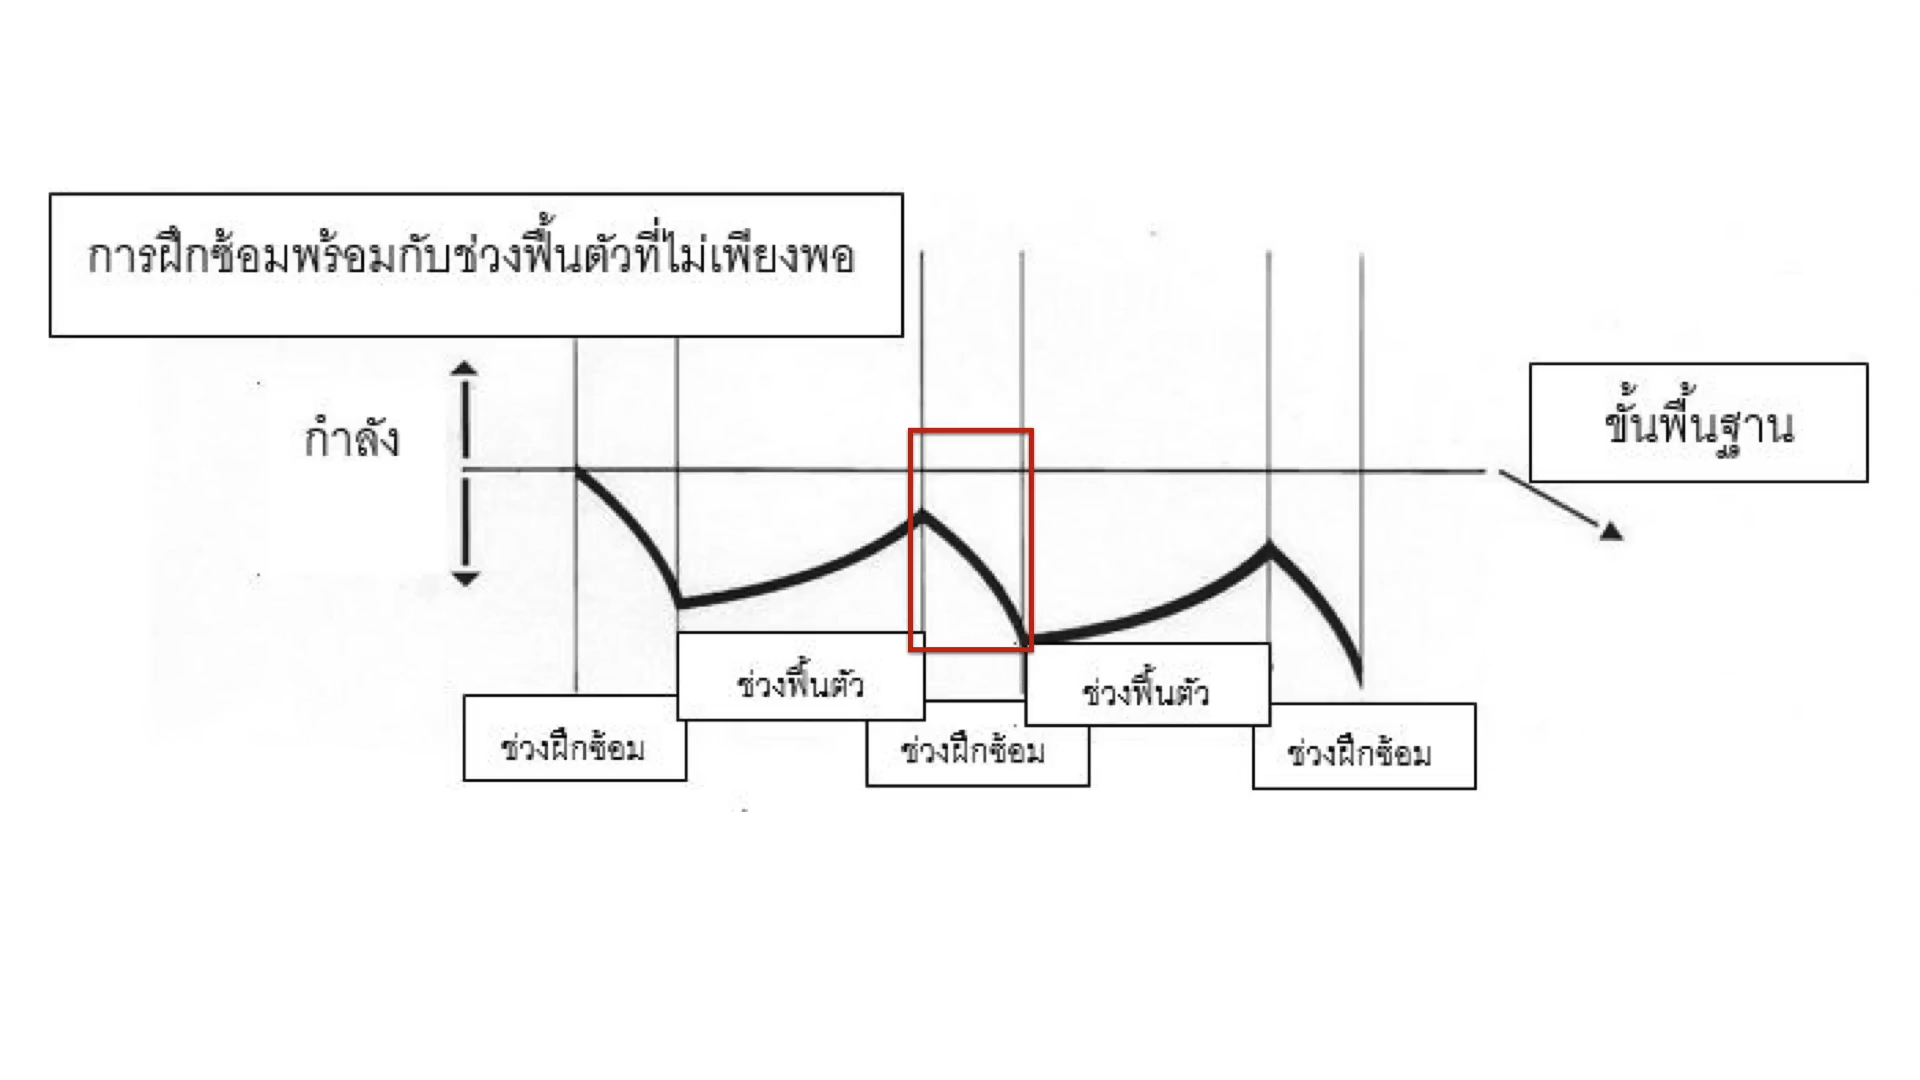 การฝึกซ้อมพร้อมกับช่วงฟื้นตัวที่ไม่เพียงพอ
กำลัง
ขั้นพื้นฐาน
ช่วงฟื้นตัว
ช่วงฟื้นตัว
ช่วงฝึกซ้อม
ช่วงฝึกซ้อม
ช่วงฝึกซ้อม